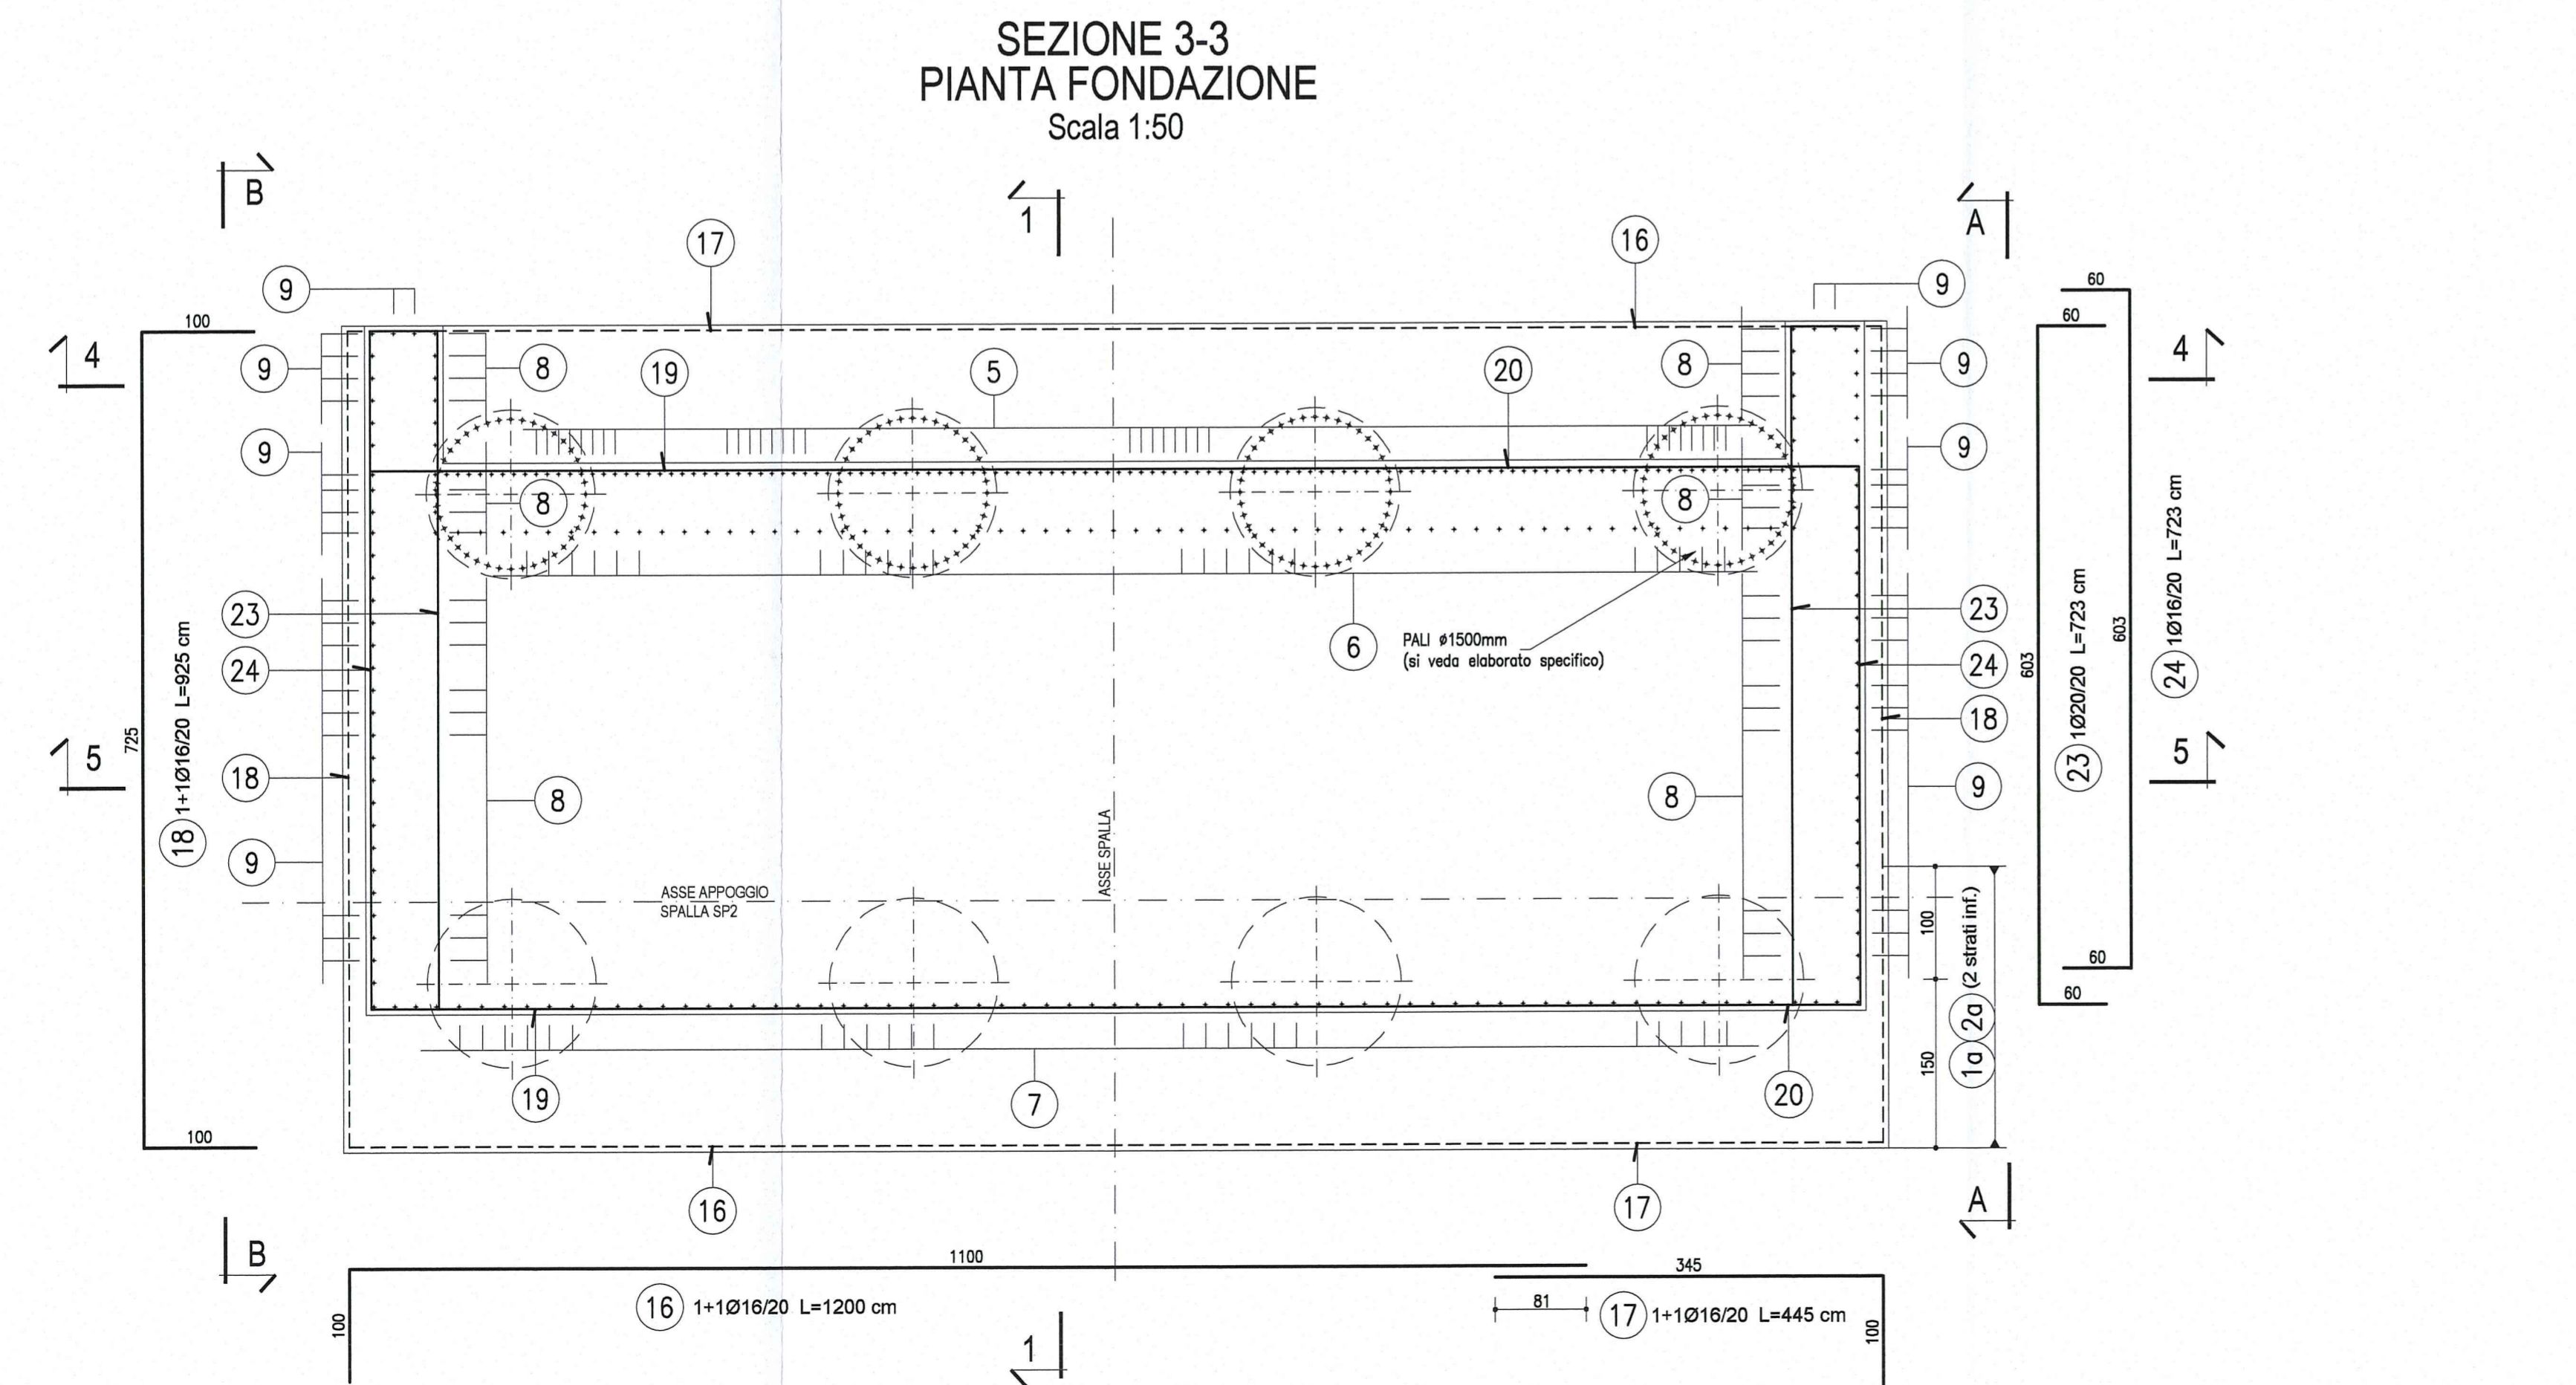 SEZIONE 3-3
PIANTA FONDAZIONE
Scala 1:50
B
1
A
17
16
9
9
60
100
60
4
9
8
19
5
20
8
9
4
9
8
8
9
23
6
PALI ø1500mm
(si veda elaborato specifico)
23
24
24
18
18 1+1Ø16/20 L=925 cm
725
603
23 1Ø20/20 L=723 cm
603
24 1Ø16/20 L=723 cm
5
18
8
8
9
5
9
ASSE APPOGGIO
SPALLA SP2
ASSE SPALLA
100
150
1a 2a (2 strati inf.)
60
60
19
7
20
100
16
17
A
B
1100
345
16 1+1Ø16/20 L=1200 cm
81
17 1+1Ø16/20 L=445 cm
100
1
100